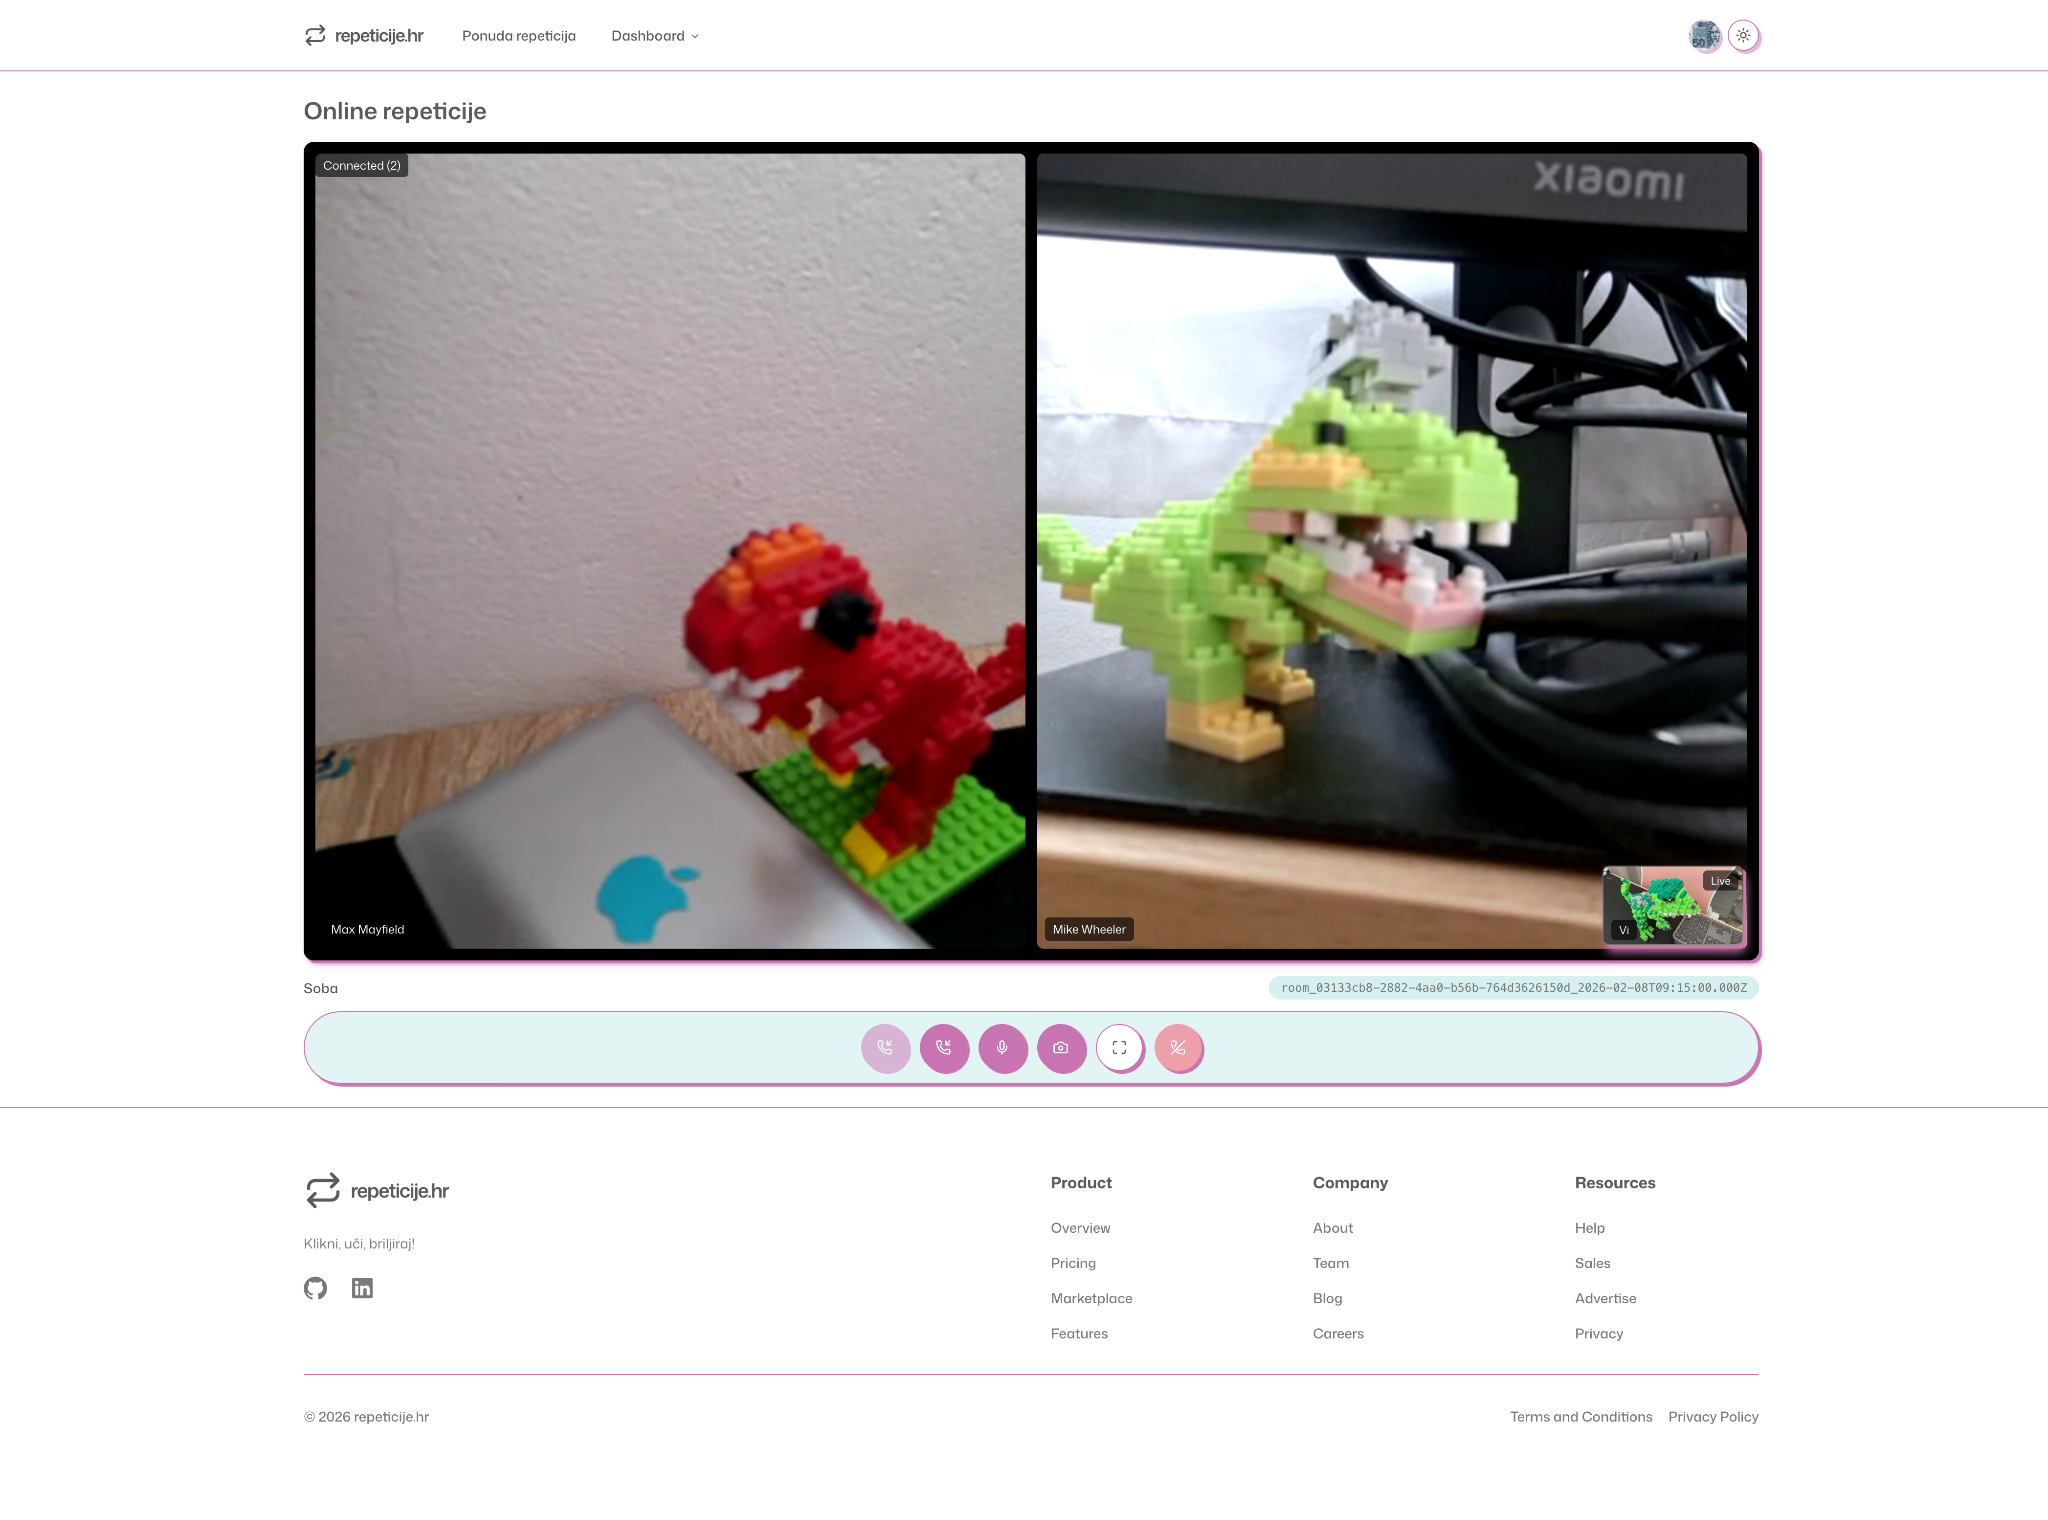 repeticije.hr
Ponuda repeticija
Dashboard
Online repeticije
Connected (2)
xiaomi
Max Mayfield
Mike Wheeler
Live
Vi
Soba
room_03133cb8-2882-4aa0-b56b-764d3626150d_2026-02-08T09:15:00.000Z
repeticije.hr
Klikni, uči, briljiraj!
Product
Overview
Pricing
Marketplace
Features
Company
About
Team
Blog
Careers
Resources
Help
Sales
Advertise
Privacy
© 2026 repeticije.hr
Terms and Conditions
Privacy Policy